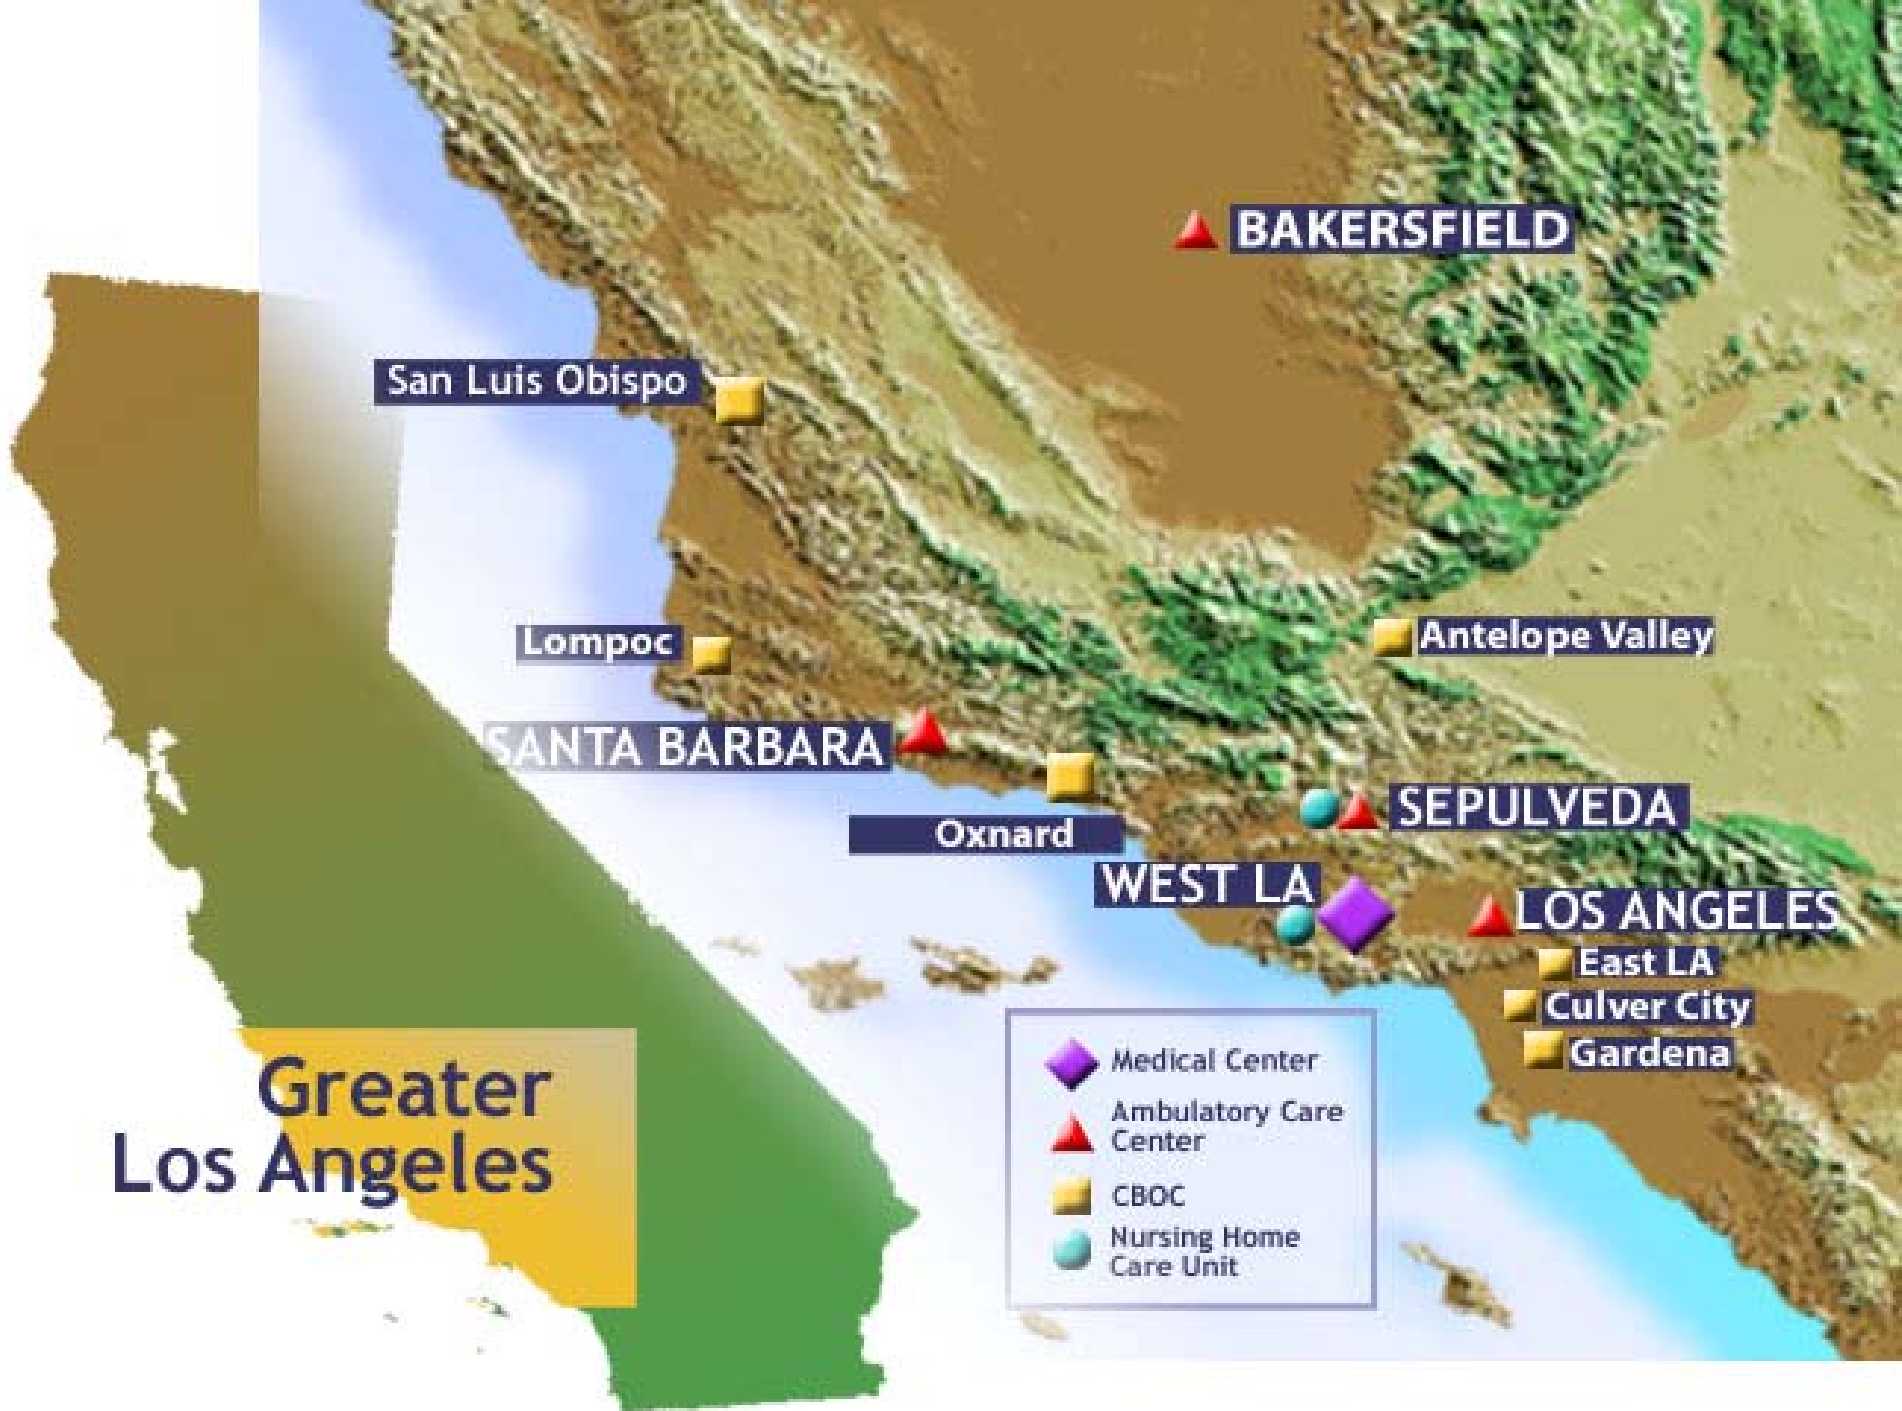 BAKERSFIELD
San Luis Obispo
Lompoc
Antelope Valley
SANTA BARBARA
Oxnard
SEPULVEDA
WEST LA
LOS ANGELES
East LA
Culver City
Gardena
Greater
Los Angeles
Medical Center
Ambulatory Care
Center
CBOC
Nursing Home
Care Unit